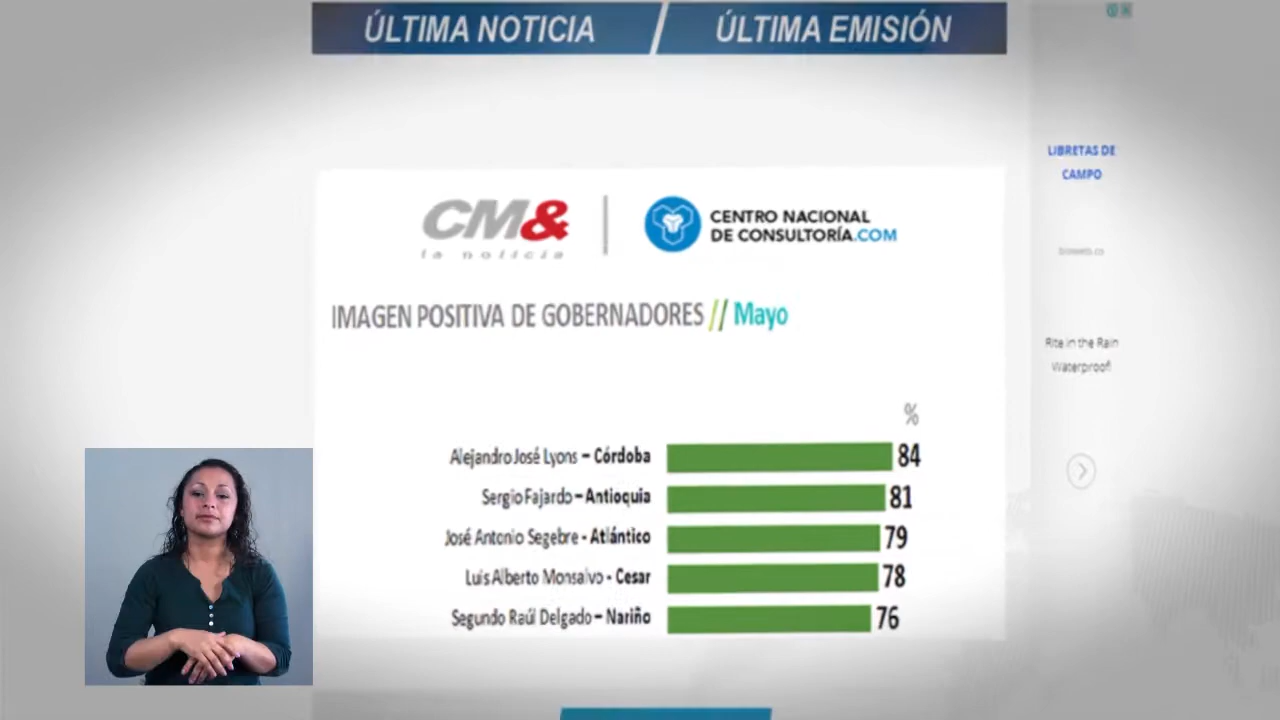 ÚLTIMA NOTICIA / ÚLTIMA EMISIÓN
LIBRETAS DE
CAMPO
CM&
la noticia
CENTRO NACIONAL
DE CONSULTORÍA.COM
IMAGEN POSITIVA DE GOBERNADORES // Mayo
Rite in the Rain
Waterproof!
%
Alejandro José Lyons – Córdoba 84
Sergio Fajardo – Antioquia 81
José Antonio Segebre - Atlántico 79
Luis Alberto Monsalvo - Cesar 78
Segundo Raúl Delgado – Nariño 76